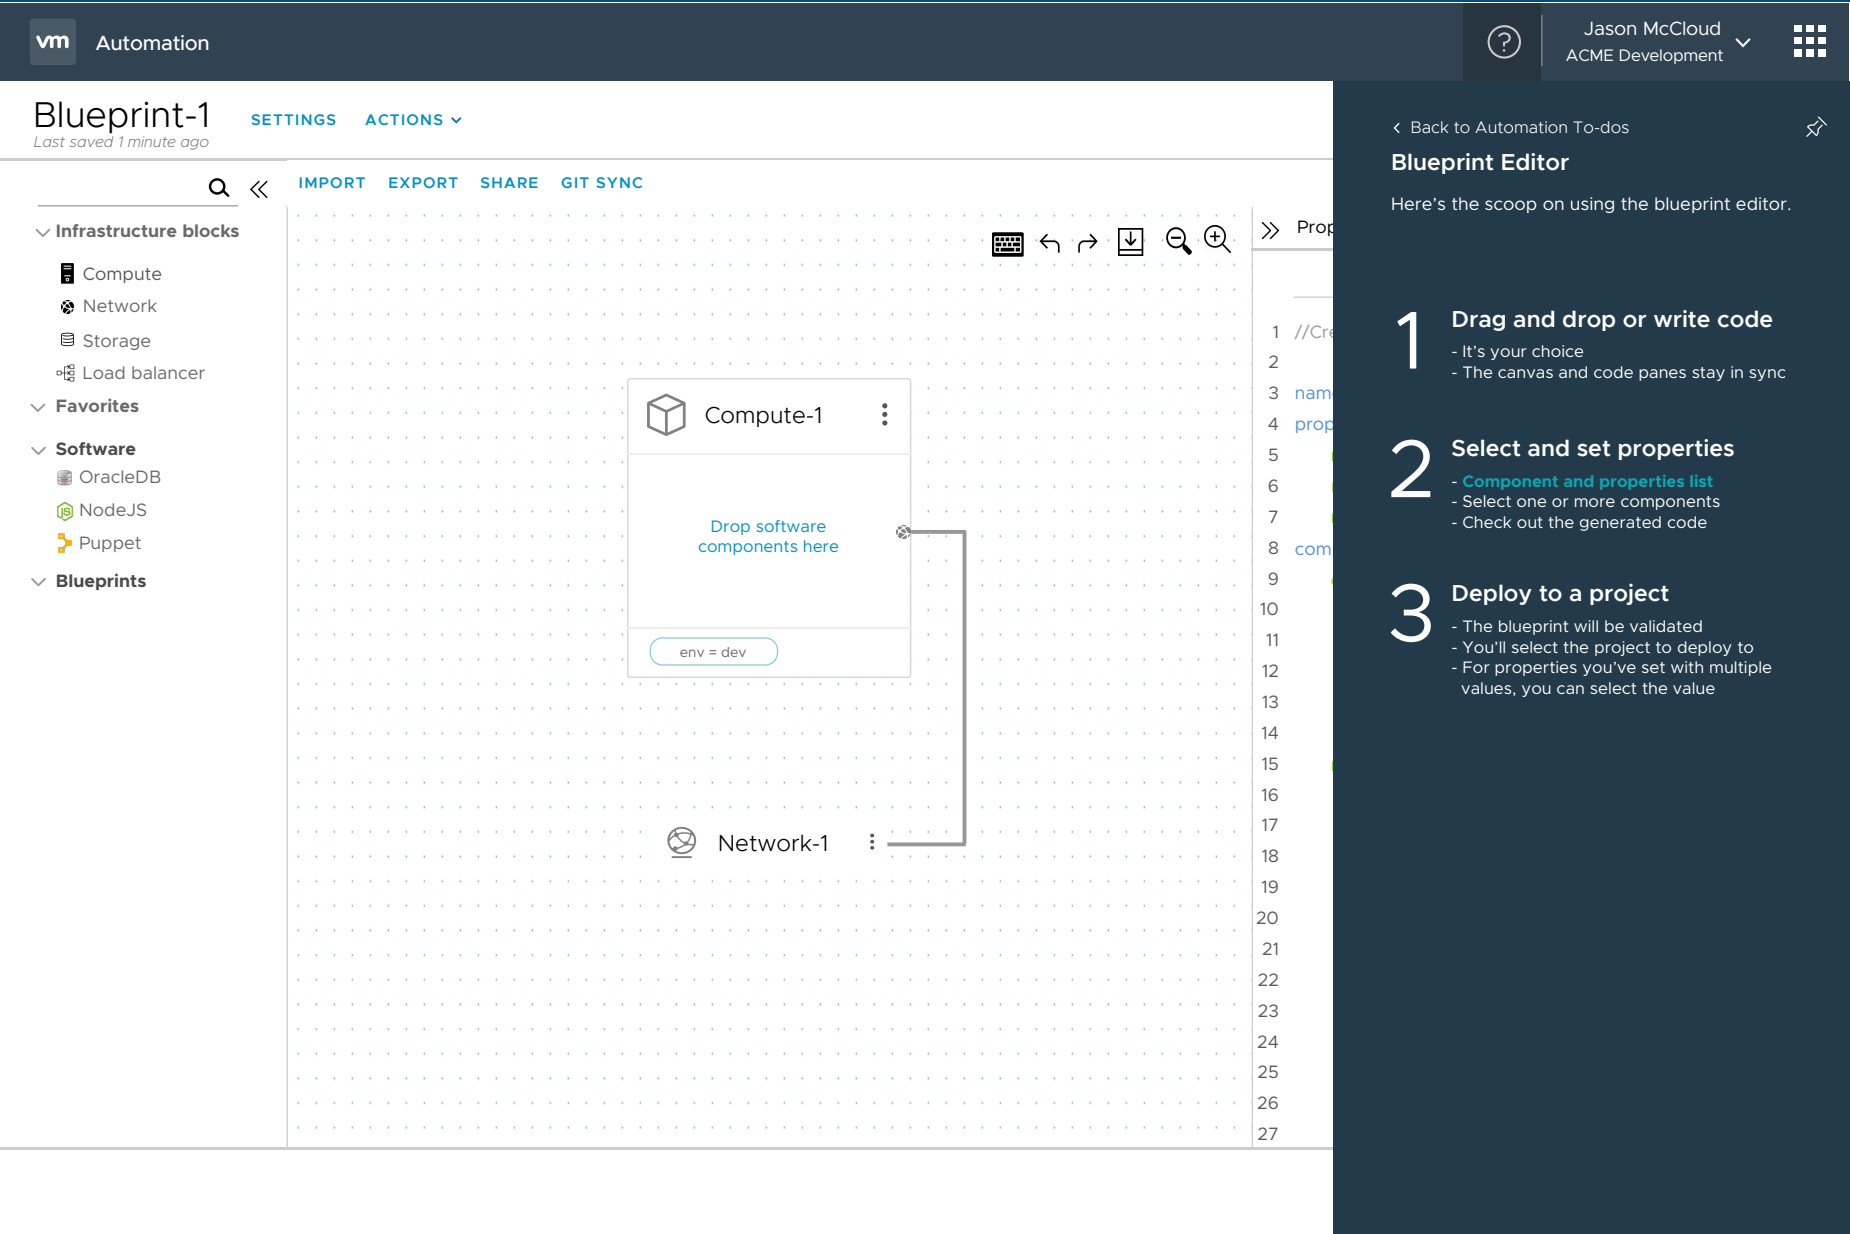 vm
Automation
?
Jason McCloud
ACME Development
Blueprint-1
Last saved 1 minute ago
SETTINGS
ACTIONS
Back to Automation To-dos
Blueprint Editor
Here's the scoop on using the blueprint editor.
IMPORT
EXPORT
SHARE
GIT SYNC
Infrastructure blocks
Compute
Network
Storage
Load balancer
Favorites
Software
OracleDB
NodeJS
JS
Puppet
Blueprints
Compute-1
Drop software
components here
env = dev
Network-1
Prop
1 //Cre
2
3 nam
4 prop
5
6
7
8 com
9
10
11
12
13
14
15
16
17
18
19
20
21
22
23
24
25
26
27
1
Drag and drop or write code
- It's your choice
- The canvas and code panes stay in sync
2
Select and set properties
- Component and properties list
- Select one or more components
- Check out the generated code
3
Deploy to a project
- The blueprint will be validated
- You'll select the project to deploy to
- For properties you've set with multiple
values, you can select the value